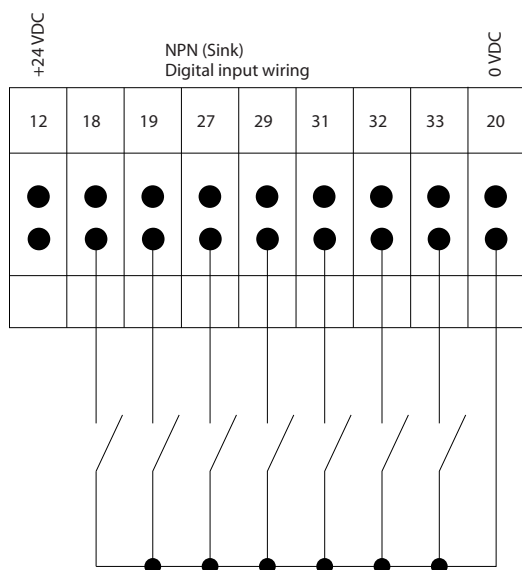 +24 VDC
NPN (Sink)
Digital input wiring
0 VDC
12 18 19 27 29 31 32 33 20